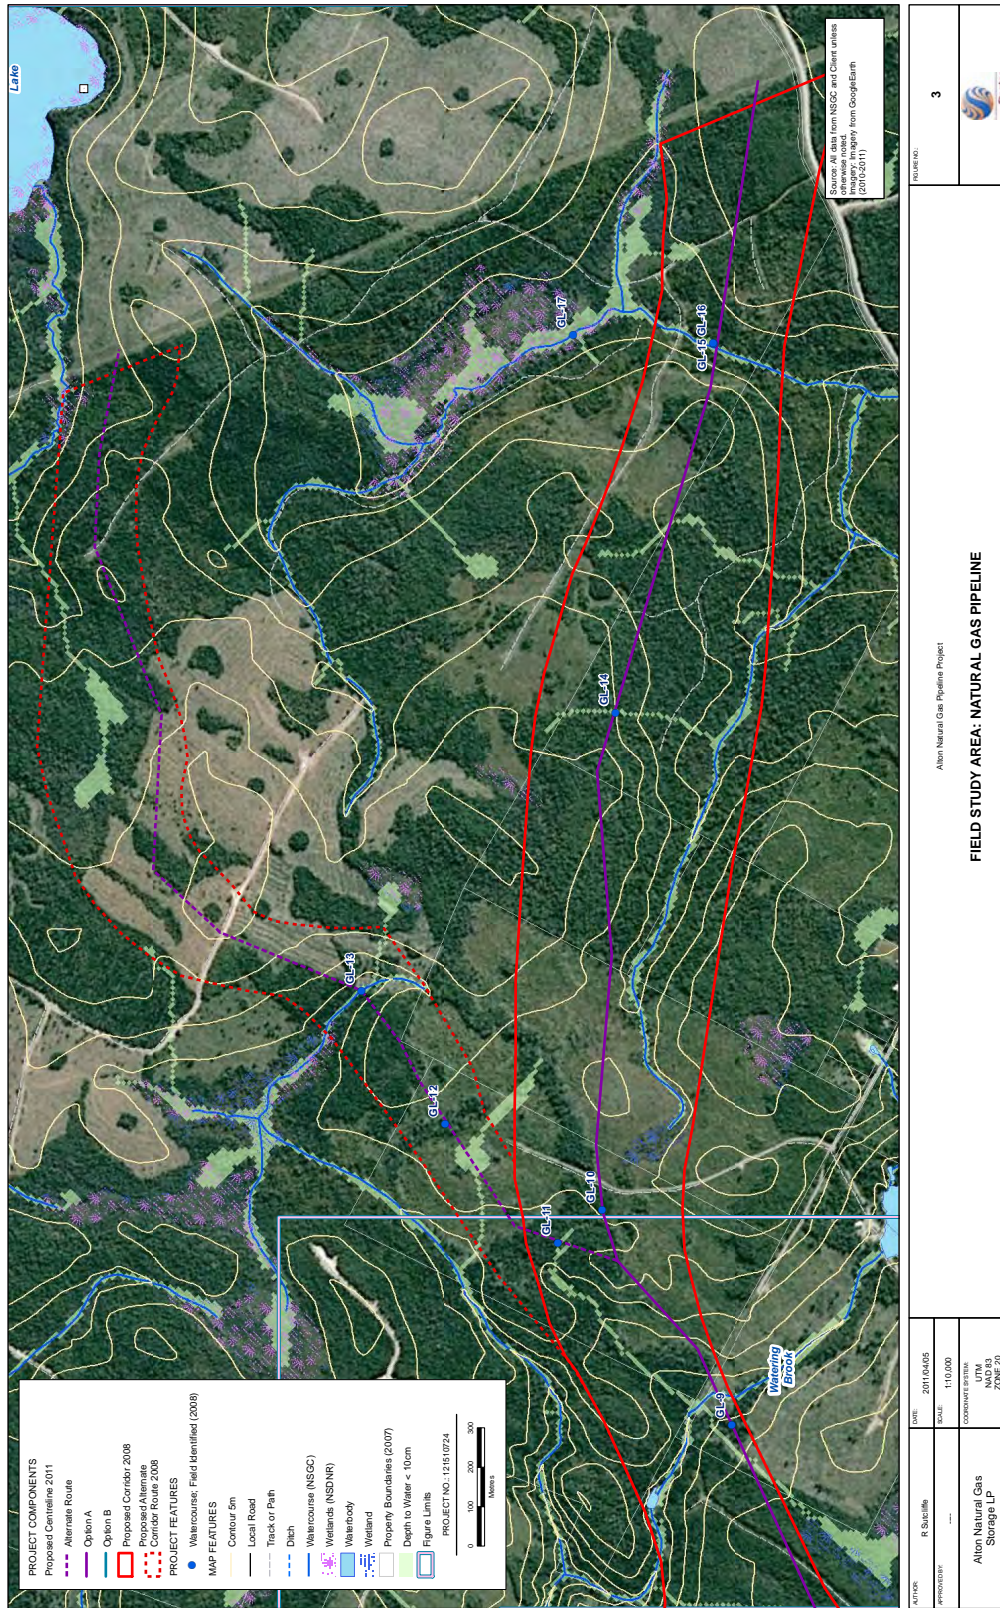 Lake
Source: All data from NSGC and Client unless
otherwise noted.
Imagery: Imagery from GoogleEarth
(2010-2011)
GL-17
GL-15
GL-16
GL-14
GL-13
GL-12
GL-11
GL-10
GL-9
Watering
Brook
PROJECT COMPONENTS
Proposed Centreline 2011
Alternate Route
Option A
Option B
Proposed Corridor 2008
Proposed Alternate
Corridor Route 2008
PROJECT FEATURES
Watercourse; Field Identified (2008)
MAP FEATURES
Contour 5m
Local Road
Track or Path
Ditch
Watercourse (NSGC)
Wetlands (NSDNR)
Waterbody
Wetland
Property Boundaries (2007)
Depth to Water < 10cm
Figure Limits
PROJECT NO.: 121510724
0 100 200 300
Metres
AUTHOR:
R Sutcliffe
APPROVED BY:
---
Alton Natural Gas
Storage LP
DATE:
2011/04/05
SCALE:
1:10,000
COORDINATE SYSTEM:
UTM
NAD 83
ZONE 20
Alton Natural Gas Pipeline Project
FIELD STUDY AREA: NATURAL GAS PIPELINE
FIGURE NO.:
3